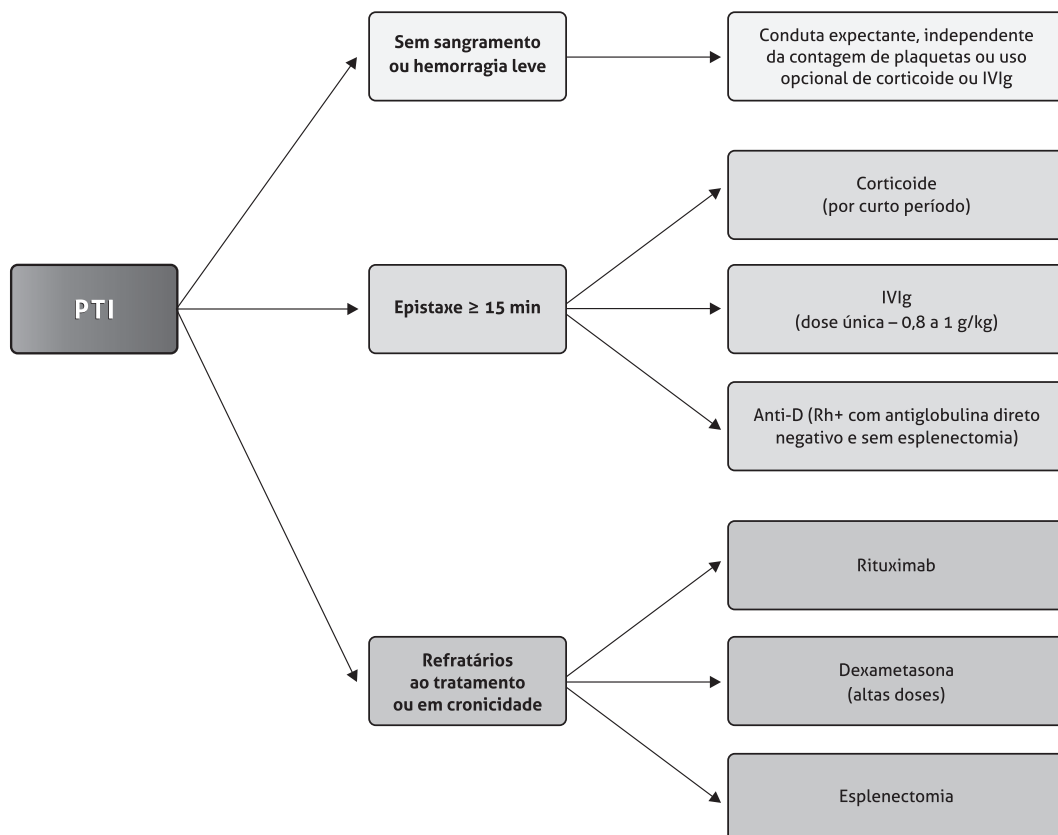 Sem sangramento
ou hemorragia leve
Conduta expectante, independente
da contagem de plaquetas ou uso
opcional de corticoide ou IVIg
PTI
Epistaxe ≥ 15 min
Corticoide
(por curto período)
IVIg
(dose única – 0,8 a 1 g/kg)
Anti-D (Rh+ com antiglobulina direto
negativo e sem esplenectomia)
Refratários
ao tratamento
ou em cronicidade
Rituximab
Dexametasona
(altas doses)
Esplenectomia